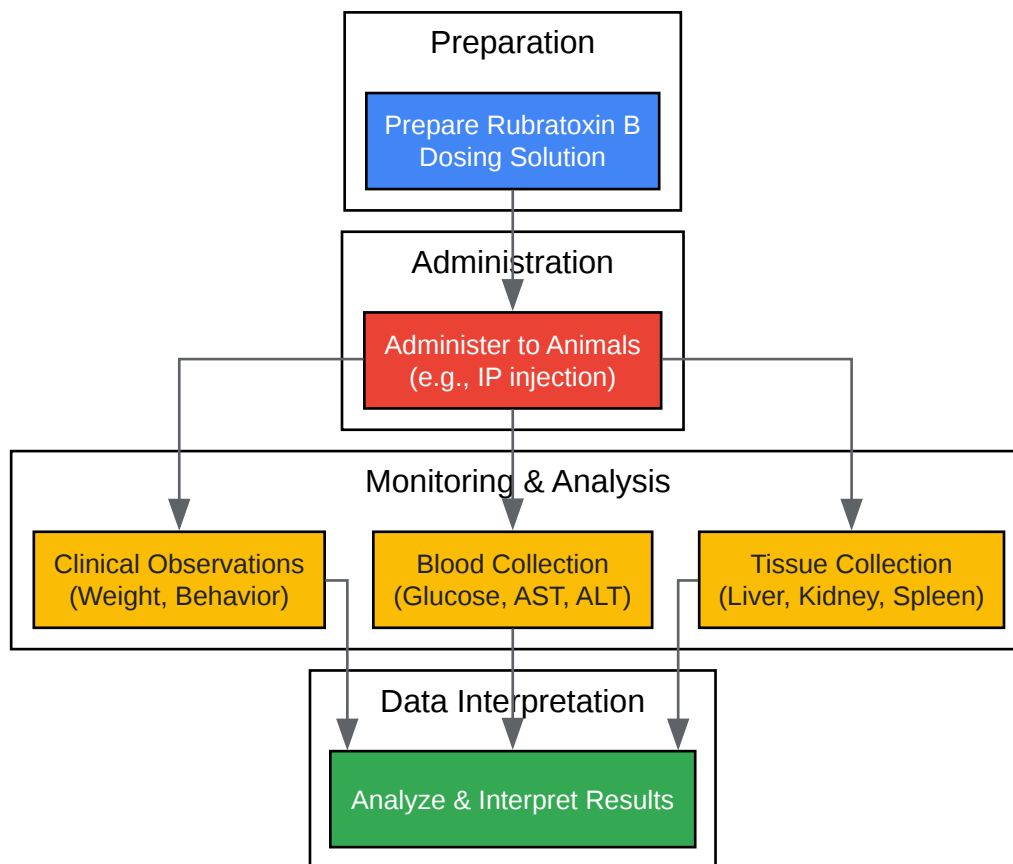 Preparation
Prepare Rubratoxin B
Dosing Solution
Administration
Administer to Animals
(e.g., IP injection)
Monitoring & Analysis
Clinical Observations
(Weight, Behavior)
Blood Collection
(Glucose, AST, ALT)
Tissue Collection
(Liver, Kidney, Spleen)
Data Interpretation
Analyze & Interpret Results